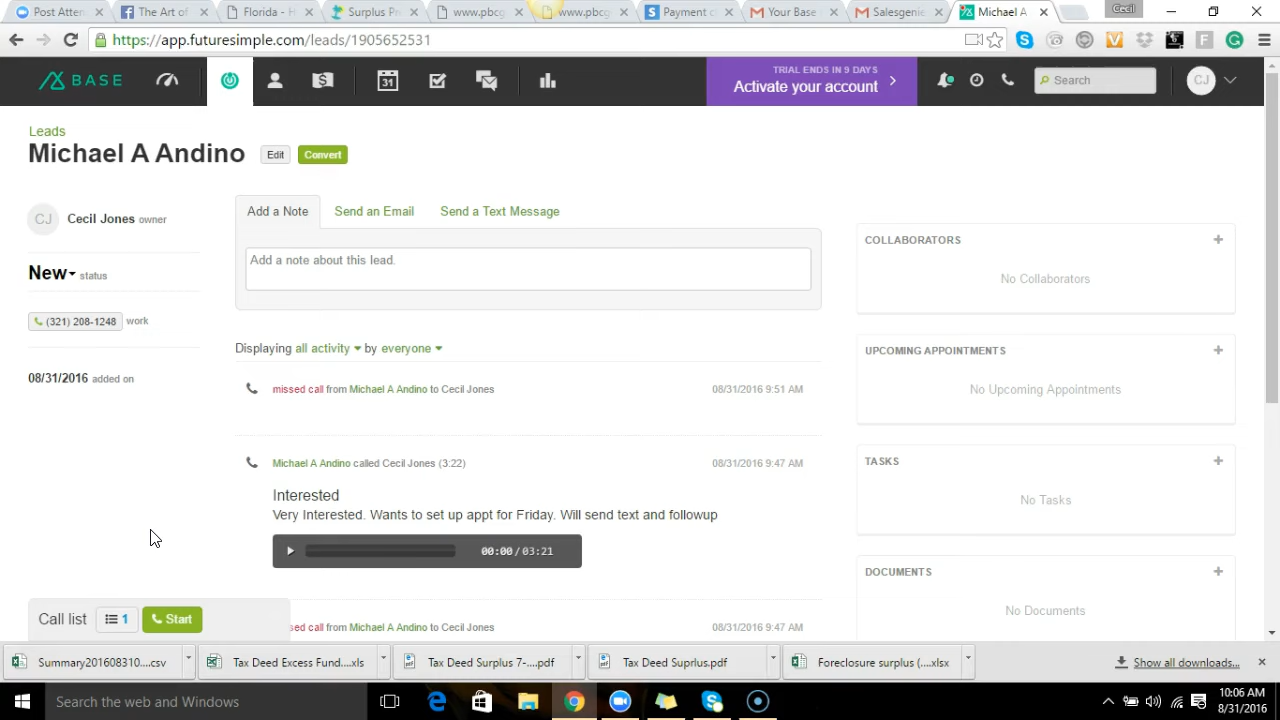 Post Atten
The Art of
Florida - H
Surplus Pr
www.pbcg
www.pbcg
Payment c
Your Base
Salesgenie
Michael A
Cecil
https://app.futuresimple.com/leads/1905652531
BASE
31
TRIAL ENDS IN 9 DAYS
Activate your account
Search
CJ
Leads
Michael A Andino
Edit
Convert
CJ
Cecil Jones owner
Add a Note
Send an Email
Send a Text Message
Add a note about this lead.
New status
(321) 208-1248 work
08/31/2016 added on
Displaying all activity by everyone
missed call from Michael A Andino to Cecil Jones
08/31/2016 9:51 AM
Michael A Andino called Cecil Jones (3:22)
08/31/2016 9:47 AM
Interested
Very Interested. Wants to set up appt for Friday. Will send text and followup
00:00 / 03:21
sed call from Michael A Andino to Cecil Jones
08/31/2016 9:47 AM
COLLABORATORS
No Collaborators
UPCOMING APPOINTMENTS
No Upcoming Appointments
TASKS
No Tasks
DOCUMENTS
No Documents
Call list
1
Start
Summary201608310....csv
Tax Deed Excess Fund....xls
Tax Deed Surplus 7-....pdf
Tax Deed Suprlus.pdf
Foreclosure surplus (....xlsx
Show all downloads...
Search the web and Windows
10:06 AM
8/31/2016